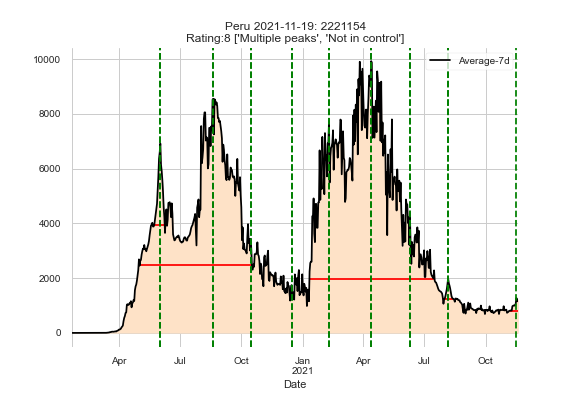 Peru 2021-11-19: 2221154
Rating:8 ['Multiple peaks', 'Not in control']
Average-7d
10000
8000
6000
4000
2000
0
Apr Jul Oct Jan Apr Jul Oct
2021
Date